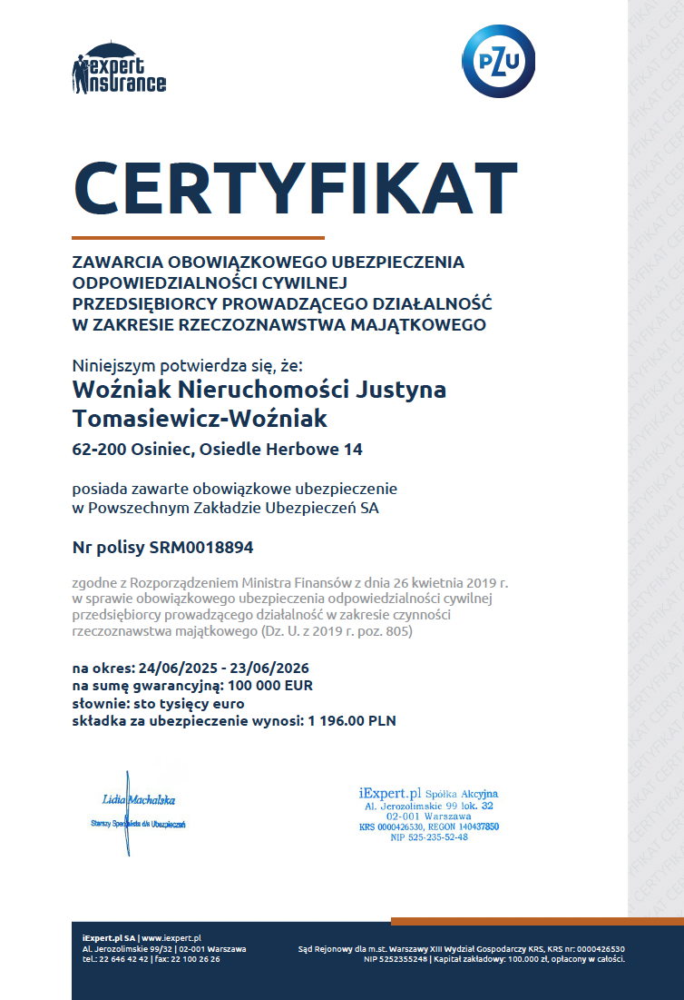 expert
insurance
PZU
CERTYFIKAT
ZAWARCIA OBOWIĄZKOWEGO UBEZPIECZENIA
ODPOWIEDZIALNOŚCI CYWILNEJ
PRZEDSIĘBIORCY PROWADZĄCEGO DZIAŁALNOŚĆ
W ZAKRESIE RZECZOZNAWSTWA MAJĄTKOWEGO
Niniejszym potwierdza się, że:
Woźniak Nieruchomości Justyna
Tomasiewicz-Woźniak
62-200 Osiniec, Osiedle Herbowe 14
posiada zawarte obowiązkowe ubezpieczenie
w Powszechnym Zakładzie Ubezpieczeń SA
Nr polisy SRM0018894
zgodne z Rozporządzeniem Ministra Finansów z dnia 26 kwietnia 2019 r.
w sprawie obowiązkowego ubezpieczenia odpowiedzialności cywilnej
przedsiębiorcy prowadzącego działalność w zakresie czynności
rzeczoznawstwa majątkowego (Dz. U. z 2019 r. poz. 805)
na okres: 24/06/2025 - 23/06/2026
na sumę gwarancyjną: 100 000 EUR
słownie: sto tysięcy euro
składka za ubezpieczenie wynosi: 1 196.00 PLN
Lidia Machalska
Starszy Specjalista ds Ubezpieczeń
iExpert.pl Spółka Akcyjna
Al. Jerozolimskie 99 lok. 32
02-001 Warszawa
KRS 0000426530, REGON 140437850
NIP 525-235-52-48
iExpert.pl SA | www.iexpert.pl
Al. Jerozolimskie 99/32 | 02-001 Warszawa
tel.: 22 646 42 42 | fax: 22 100 26 26
Sąd Rejonowy dla m.st. Warszawy XIII Wydział Gospodarczy KRS, KRS nr: 0000426530
NIP 5252355248 | Kapitał zakładowy: 100.000 zł, opłacony w całości.